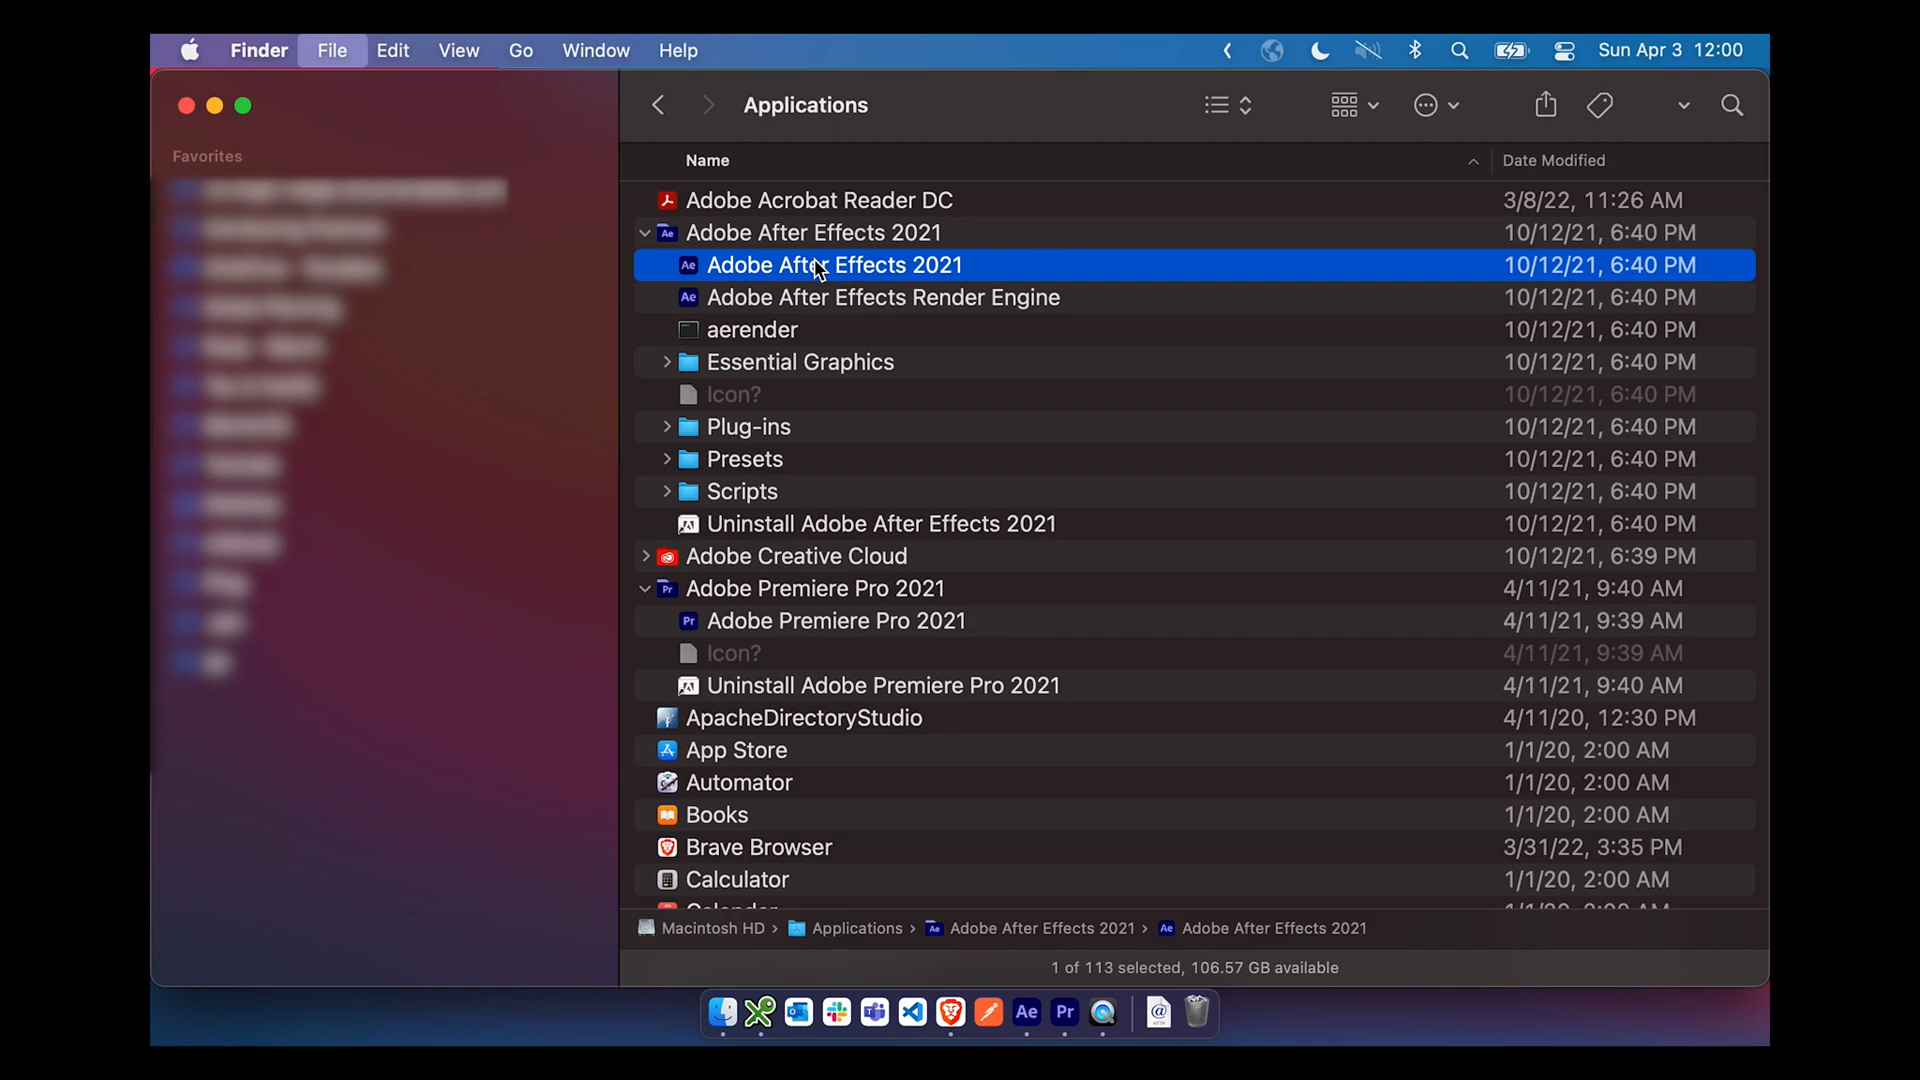 Finder File Edit View Go Window Help Sun Apr 3 12:00
Applications
Favorites
Name Date Modified
Adobe Acrobat Reader DC 3/8/22, 11:26 AM
Adobe After Effects 2021 10/12/21, 6:40 PM
Adobe After Effects 2021 10/12/21, 6:40 PM
Adobe After Effects Render Engine 10/12/21, 6:40 PM
aerender 10/12/21, 6:40 PM
Essential Graphics 10/12/21, 6:40 PM
Icon? 10/12/21, 6:40 PM
Plug-ins 10/12/21, 6:40 PM
Presets 10/12/21, 6:40 PM
Scripts 10/12/21, 6:40 PM
Uninstall Adobe After Effects 2021 10/12/21, 6:40 PM
Adobe Creative Cloud 10/12/21, 6:39 PM
Adobe Premiere Pro 2021 4/11/21, 9:40 AM
Adobe Premiere Pro 2021 4/11/21, 9:39 AM
Icon? 4/11/21, 9:39 AM
Uninstall Adobe Premiere Pro 2021 4/11/21, 9:40 AM
ApacheDirectoryStudio 4/11/20, 12:30 PM
App Store 1/1/20, 2:00 AM
Automator 1/1/20, 2:00 AM
Books 1/1/20, 2:00 AM
Brave Browser 3/31/22, 3:35 PM
Calculator 1/1/20, 2:00 AM
Macintosh HD › Applications › Adobe After Effects 2021 › Adobe After Effects 2021
1 of 113 selected, 106.57 GB available
Ae Pr